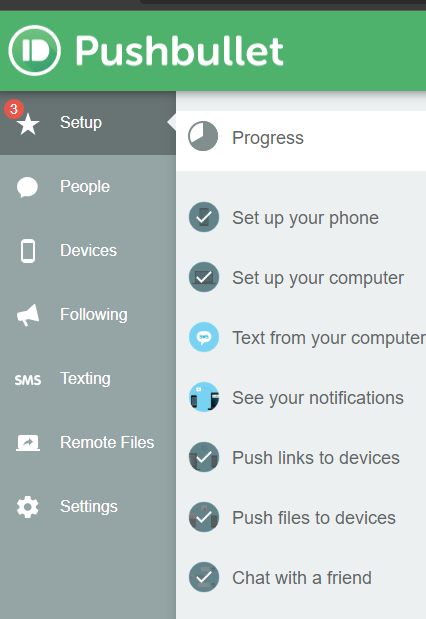 Pushbullet
3
Setup
People
Devices
Following
SMS
Texting
Remote Files
Settings
Progress
Set up your phone
Set up your computer
SMS
Text from your computer
See your notifications
Push links to devices
Push files to devices
Chat with a friend